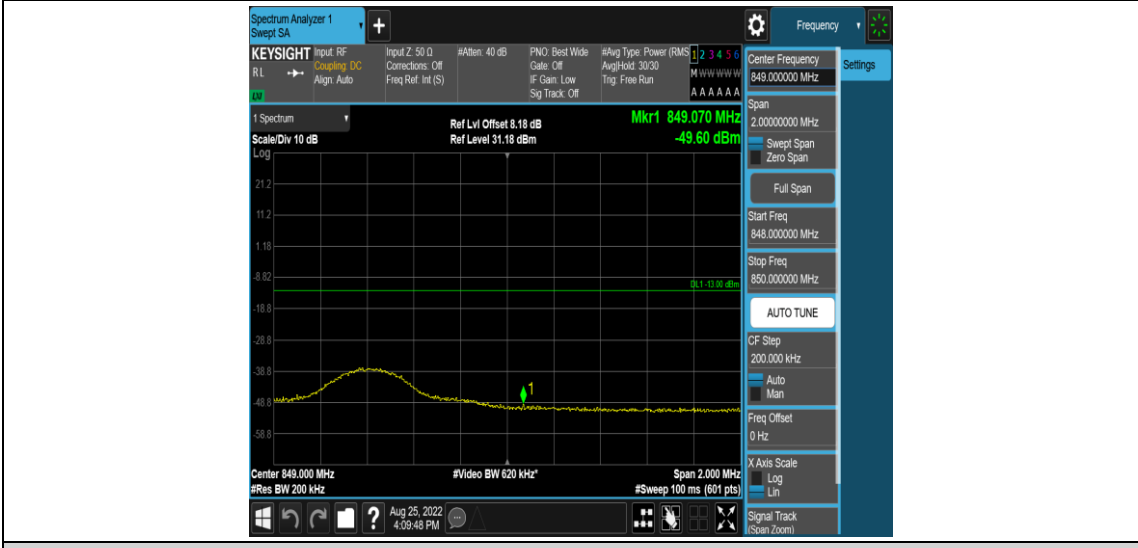 Spectrum Analyzer 1
Swept SA
+
Frequency
KEYSIGHT
RL
Input: RF
Coupling: DC
Align: Auto
Input Z: 50 Ω
Corrections: Off
Freq Ref: Int (S)
#Atten: 40 dB
PNO: Best Wide
Gate: Off
IF Gain: Low
Sig Track: Off
#Avg Type: Power (RMS
Avg|Hold: 30/30
Trig: Free Run
1 2 3 4 5 6
M W W W W W
A A A A A A
1 Spectrum
Scale/Div 10 dB
Log
Ref Lvl Offset 8.18 dB
Ref Level 31.18 dBm
Mkr1 849.070 MHz
-49.60 dBm
21.2
11.2
1.18
-8.82
DL1 -13.00 dBm
-18.8
-28.8
-38.8
-48.8
-58.8
1
Center 849.000 MHz
#Video BW 620 kHz*
Span 2.000 MHz
#Res BW 200 kHz
#Sweep 100 ms (601 pts)
?
Aug 25, 2022
4:09:48 PM
Settings
Center Frequency
849.000000 MHz
Span
2.00000000 MHz
Swept Span
Zero Span
Full Span
Start Freq
848.000000 MHz
Stop Freq
850.000000 MHz
AUTO TUNE
CF Step
200.000 kHz
Auto
Man
Freq Offset
0 Hz
X Axis Scale
Log
Lin
Signal Track
(Span Zoom)